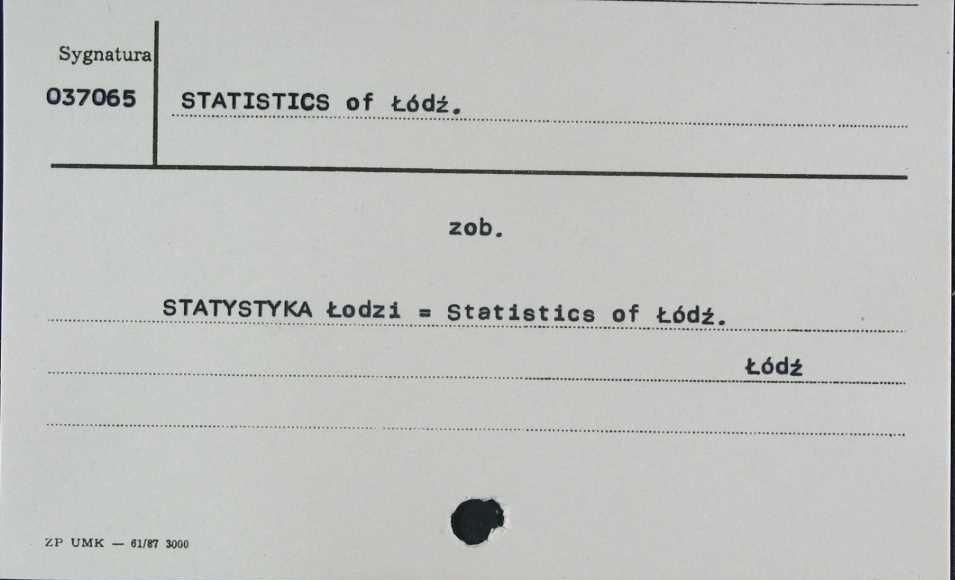 Sygnatura
037065
STATISTICS of Łódź.
zob.
STATYSTYKA Łodzi = Statistics of Łódź.
Łódź
ZP UMK — 61/87 3000